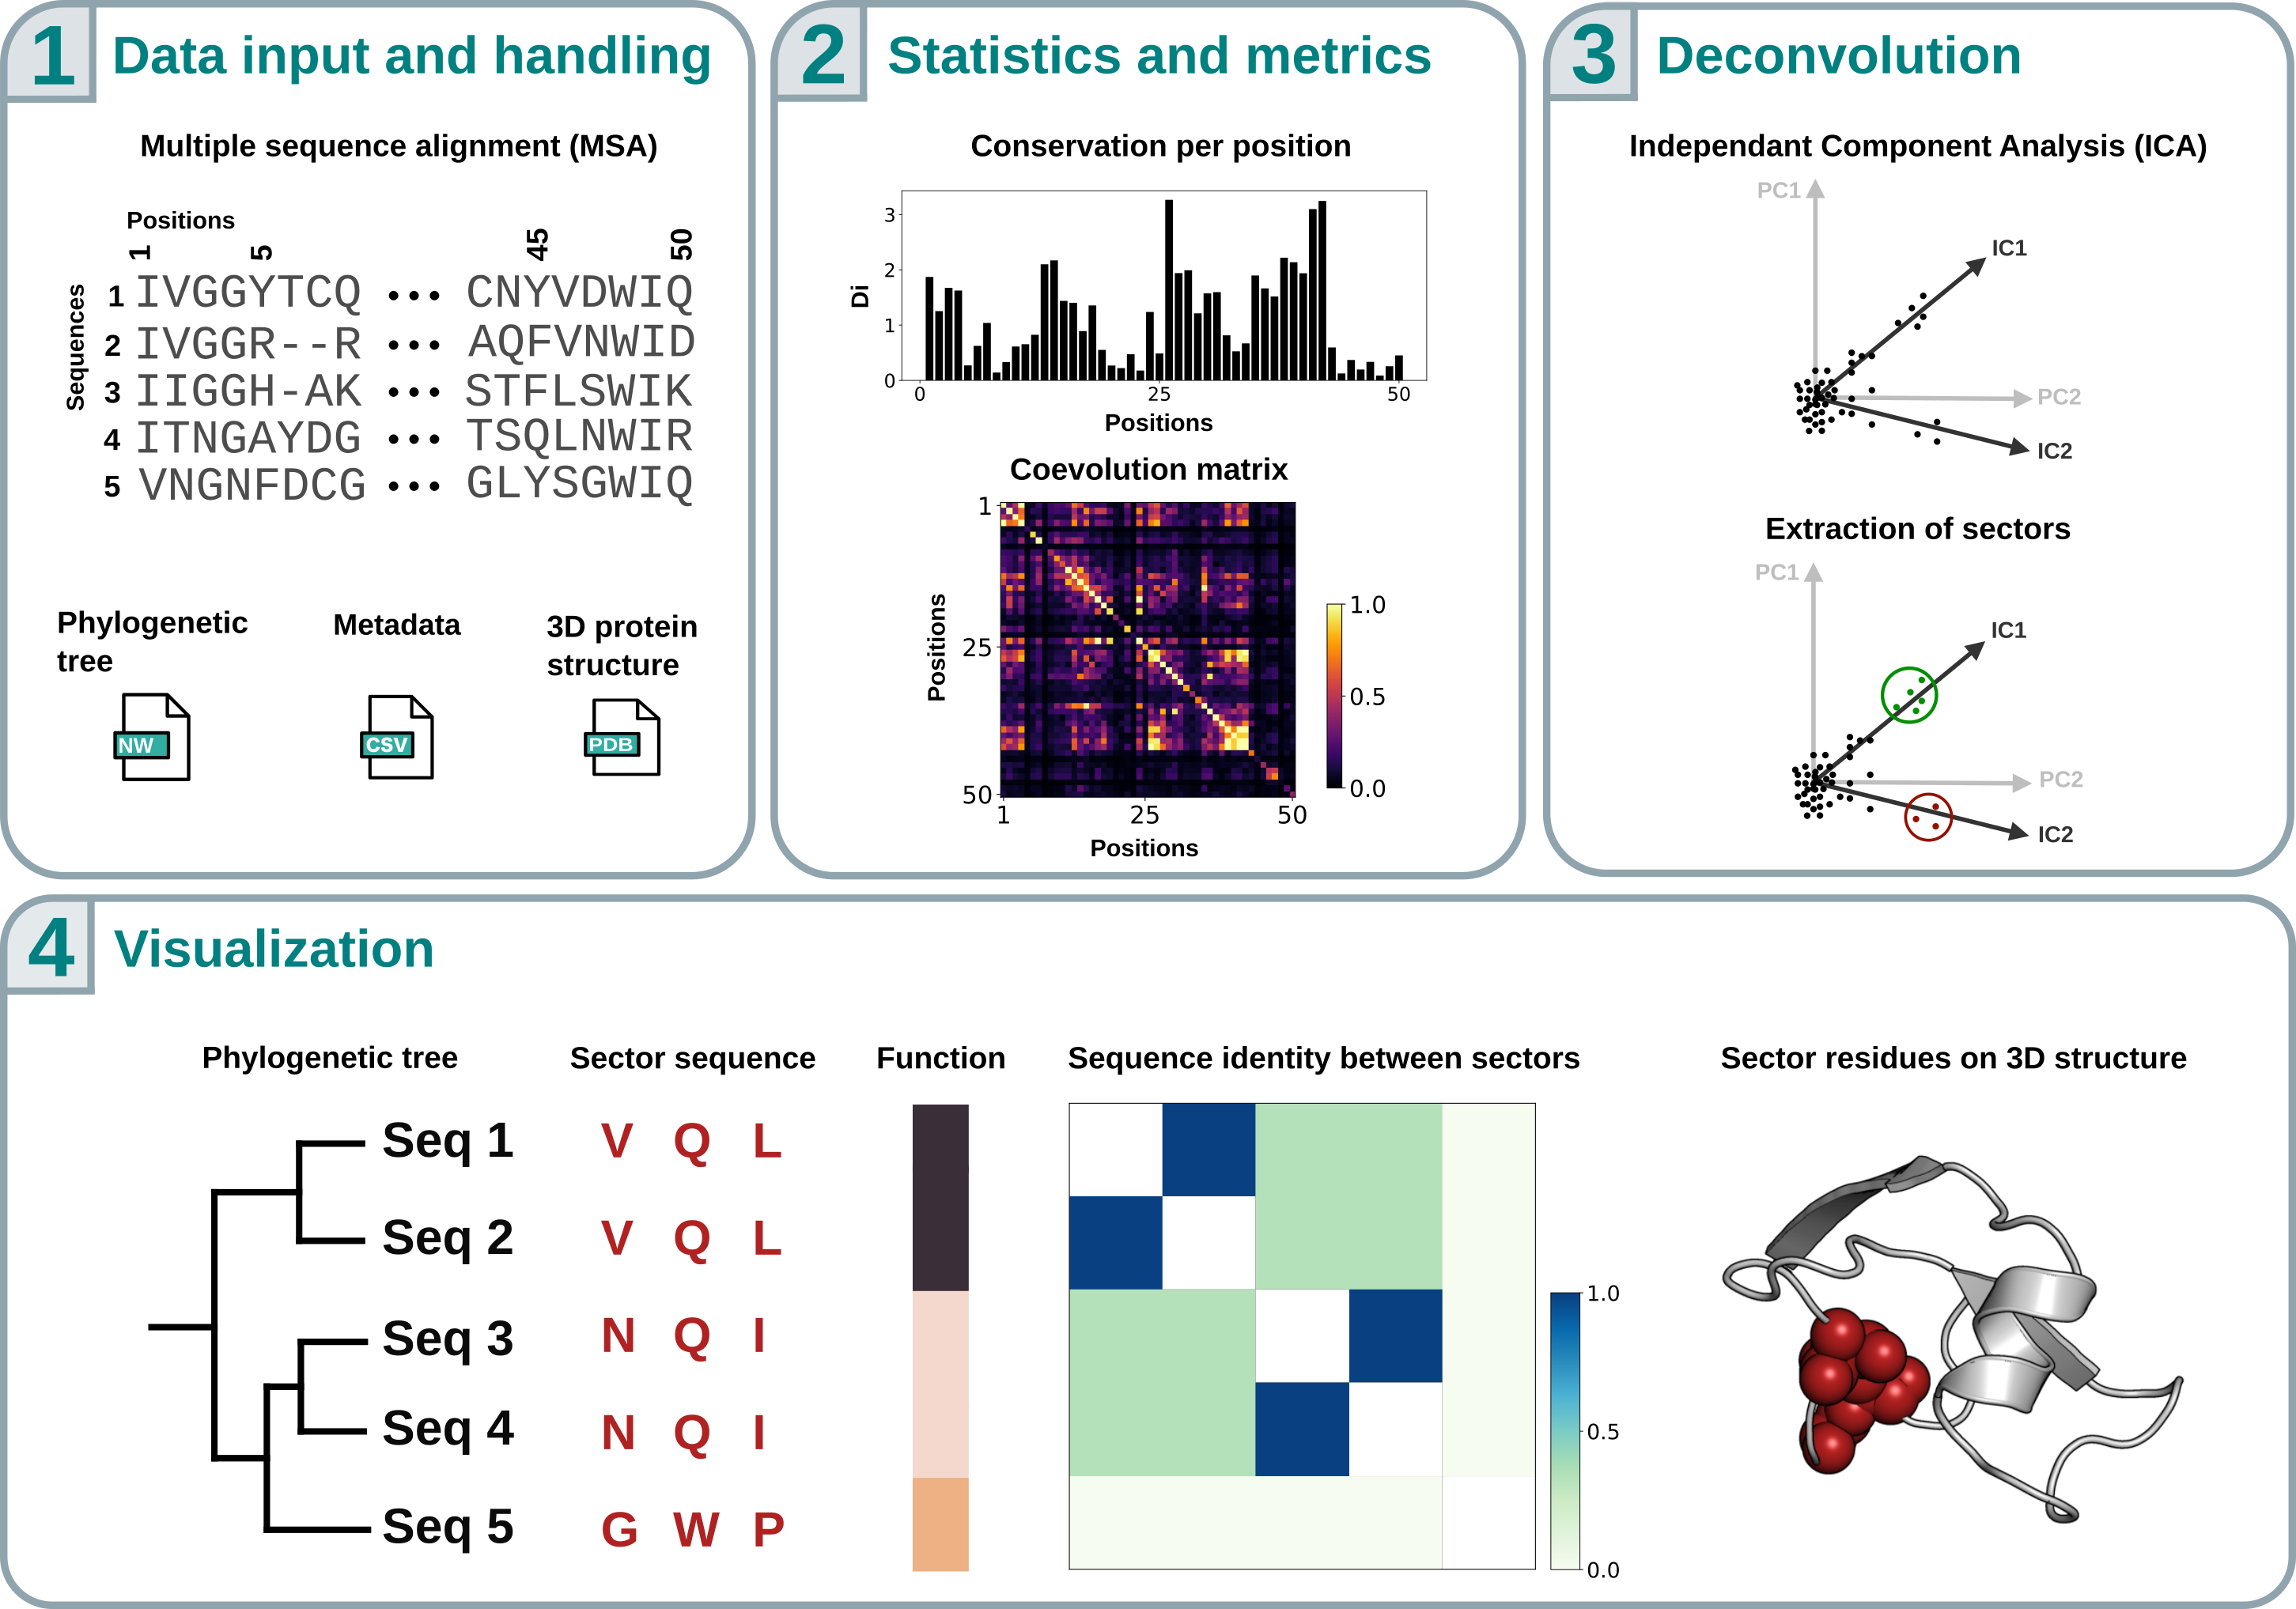 1 Data input and handling
Multiple sequence alignment (MSA)
Positions
1 5 45 50
Sequences
1 IVGGYTCQ ••• CNYVDWIQ
2 IVGGR--R ••• AQFVNWID
3 IIGGH-AK ••• STFLSWIK
4 ITNGAYDG ••• TSQLNWIR
5 VNGNFDCG ••• GLYSGWIQ
Phylogenetic
tree
NW
Metadata
CSV
3D protein
structure
PDB
2 Statistics and metrics
Conservation per position
3
2
1
0
Di
0 25 50
Positions
Coevolution matrix
1
25
50
Positions
1 25 50
Positions
1.0
0.5
0.0
3 Deconvolution
Independant Component Analysis (ICA)
PC1
IC1
PC2
IC2
Extraction of sectors
PC1
IC1
PC2
IC2
4 Visualization
Phylogenetic tree
Sector sequence
Function
Sequence identity between sectors
Sector residues on 3D structure
Seq 1 V Q L
Seq 2 V Q L
Seq 3 N Q I
Seq 4 N Q I
Seq 5 G W P
1.0
0.5
0.0